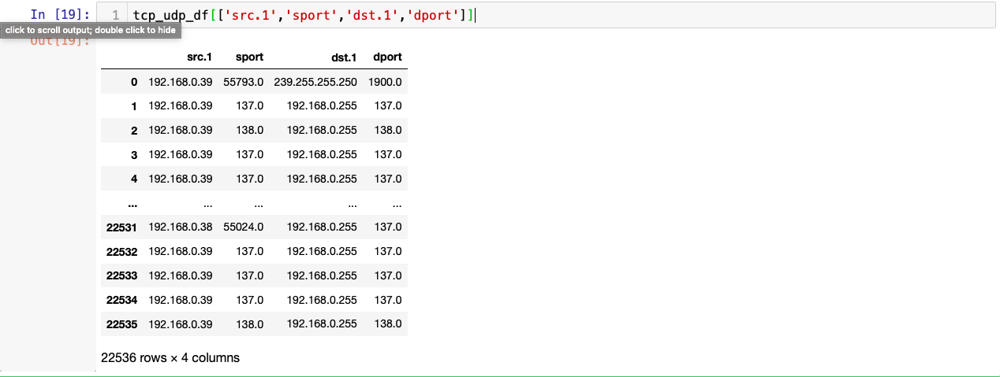 In [19]: 1 tcp_udp_df[['src.1','sport','dst.1','dport']]
click to scroll output; double click to hide
Out[19]:
src.1 sport dst.1 dport
0 192.168.0.39 55793.0 239.255.255.250 1900.0
1 192.168.0.39 137.0 192.168.0.255 137.0
2 192.168.0.39 138.0 192.168.0.255 138.0
3 192.168.0.39 137.0 192.168.0.255 137.0
4 192.168.0.39 137.0 192.168.0.255 137.0
... ... ... ... ...
22531 192.168.0.38 55024.0 192.168.0.255 137.0
22532 192.168.0.39 137.0 192.168.0.255 137.0
22533 192.168.0.39 137.0 192.168.0.255 137.0
22534 192.168.0.39 137.0 192.168.0.255 137.0
22535 192.168.0.39 138.0 192.168.0.255 138.0
22536 rows × 4 columns